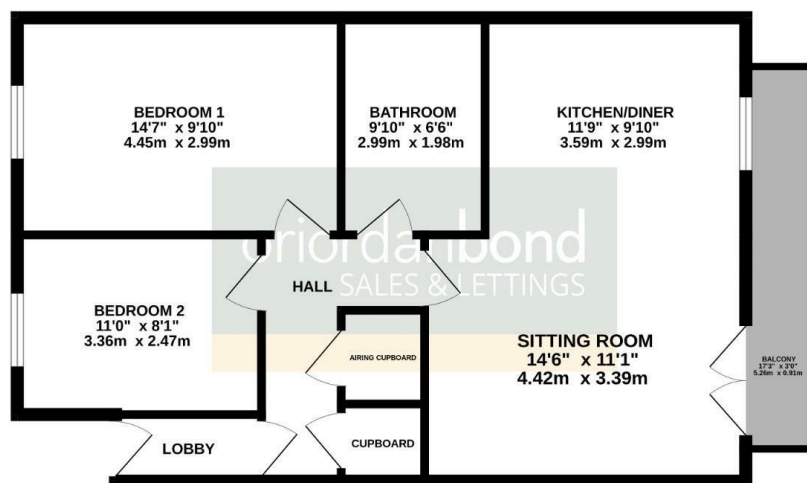 BEDROOM 1
14'7" x 9'10"
4.45m x 2.99m
BATHROOM
9'10" x 6'6"
2.99m x 1.98m
KITCHEN/DINER
11'9" x 9'10"
3.59m x 2.99m
oriordanbond
SALES & LETTINGS
HALL
BEDROOM 2
11'0" x 8'1"
3.36m x 2.47m
SITTING ROOM
14'6" x 11'1"
4.42m x 3.39m
AIRING CUPBOARD
BALCONY
17'3" x 3'0"
5.26m x 0.91m
LOBBY
CUPBOARD